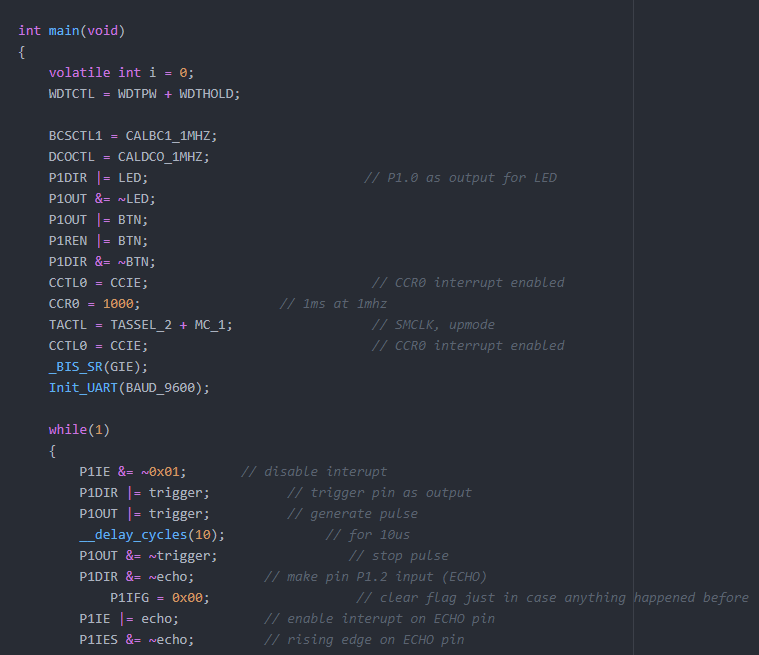 int main(void)
{
    volatile int i = 0;
    WDTCTL = WDTPW + WDTHOLD;

    BCSCTL1 = CALBC1_1MHZ;
    DCOCTL = CALDCO_1MHZ;
    P1DIR |= LED;                            // P1.0 as output for LED
    P1OUT &= ~LED;
    P1OUT |= BTN;
    P1REN |= BTN;
    P1DIR &= ~BTN;
    CCTL0 = CCIE;                             // CCR0 interrupt enabled
    CCR0 = 1000;                  // 1ms at 1mhz
    TACTL = TASSEL_2 + MC_1;                  // SMCLK, upmode
    CCTL0 = CCIE;                             // CCR0 interrupt enabled
    _BIS_SR(GIE);
    Init_UART(BAUD_9600);

    while(1)
    {
        P1IE &= ~0x01;       // disable interupt
        P1DIR |= trigger;          // trigger pin as output
        P1OUT |= trigger;          // generate pulse
        __delay_cycles(10);             // for 10us
        P1OUT &= ~trigger;                 // stop pulse
        P1DIR &= ~echo;         // make pin P1.2 input (ECHO)
            P1IFG = 0x00;                   // clear flag just in case anything happened before
        P1IE |= echo;           // enable interupt on ECHO pin
        P1IES &= ~echo;         // rising edge on ECHO pin